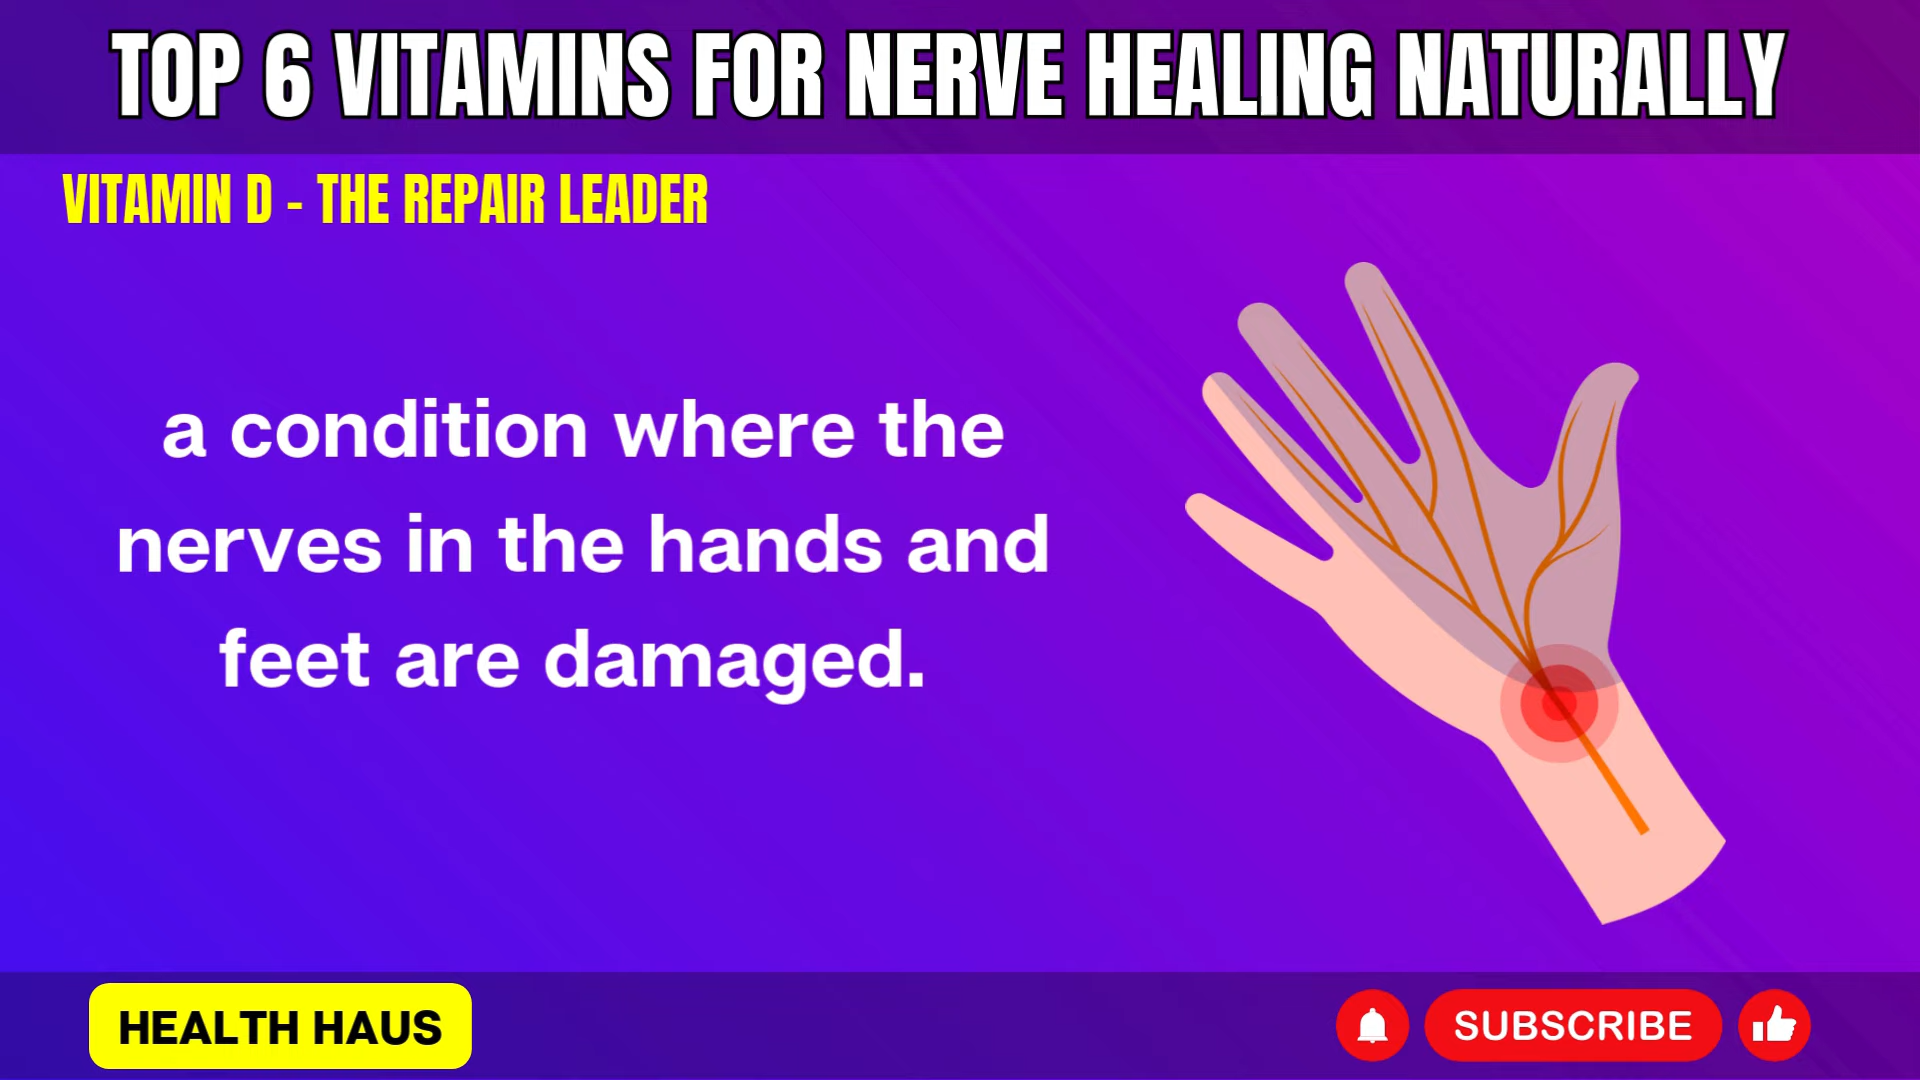 TOP 6 VITAMINS FOR NERVE HEALING NATURALLY
VITAMIN D - THE REPAIR LEADER
a condition where the
nerves in the hands and
feet are damaged.
HEALTH HAUS
SUBSCRIBE